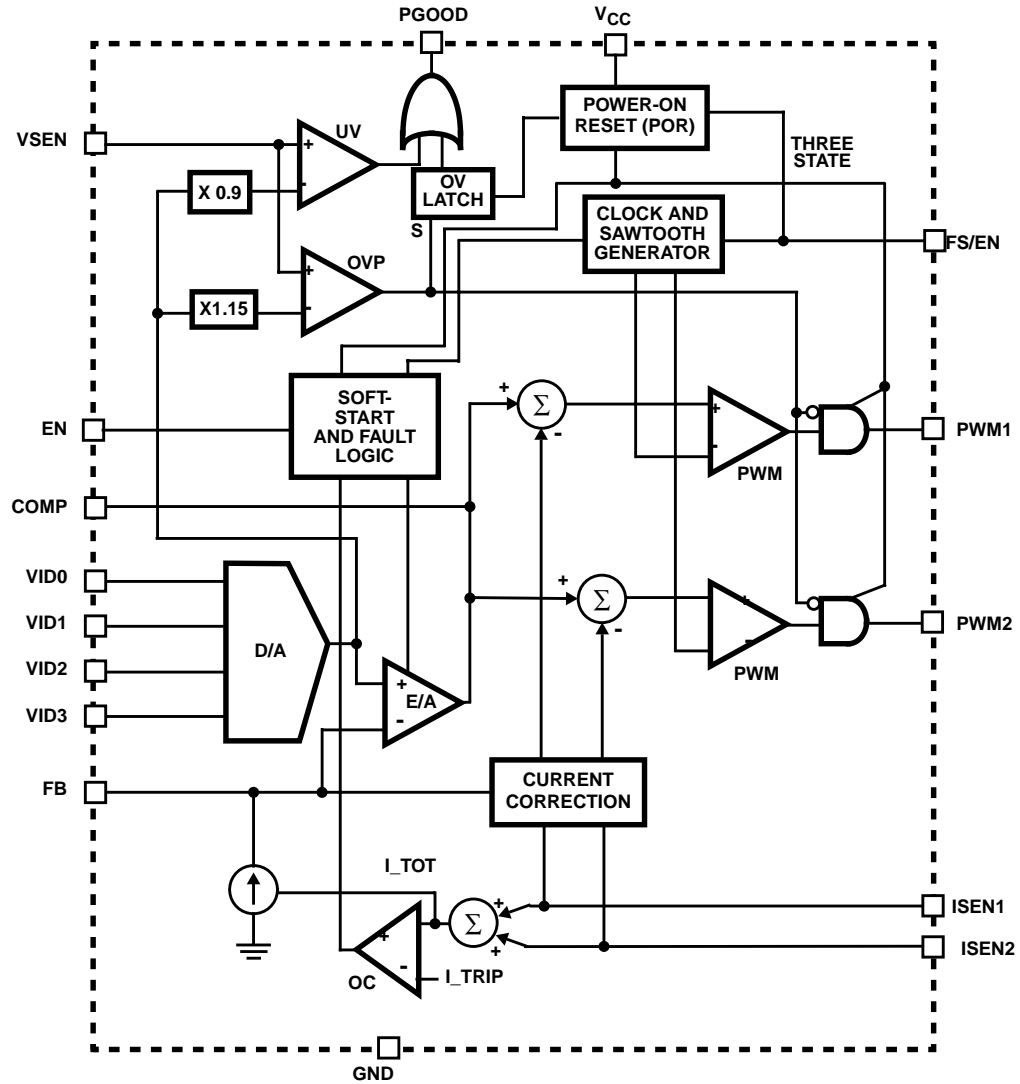 PGOOD
VCC
POWER-ON
RESET (POR)
THREE
STATE
VSEN
+
UV
-
X 0.9
OV
LATCH
S
CLOCK AND
SAWTOOTH
GENERATOR
FS/EN
OVP
+
-
X1.15
SOFT-
START
AND FAULT
LOGIC
EN
+
Σ
-
+
-
PWM
PWM1
COMP
VID0
VID1
VID2
VID3
D/A
+
E/A
-
+
Σ
-
+
-
PWM
PWM2
FB
CURRENT
CORRECTION
I_TOT
+
Σ
+
ISEN1
ISEN2
+
-
OC
I_TRIP
GND